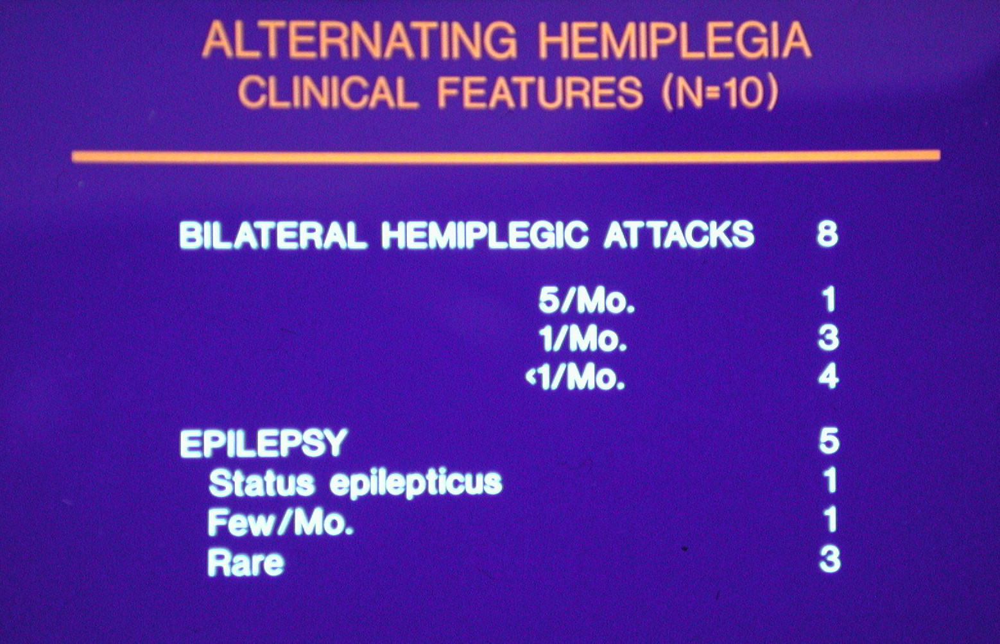 ALTERNATING HEMIPLEGIA
CLINICAL FEATURES (N=10)
BILATERAL HEMIPLEGIC ATTACKS 8
5/Mo. 1
1/Mo. 3
<1/Mo. 4
EPILEPSY 5
Status epilepticus 1
Few/Mo. 1
Rare 3